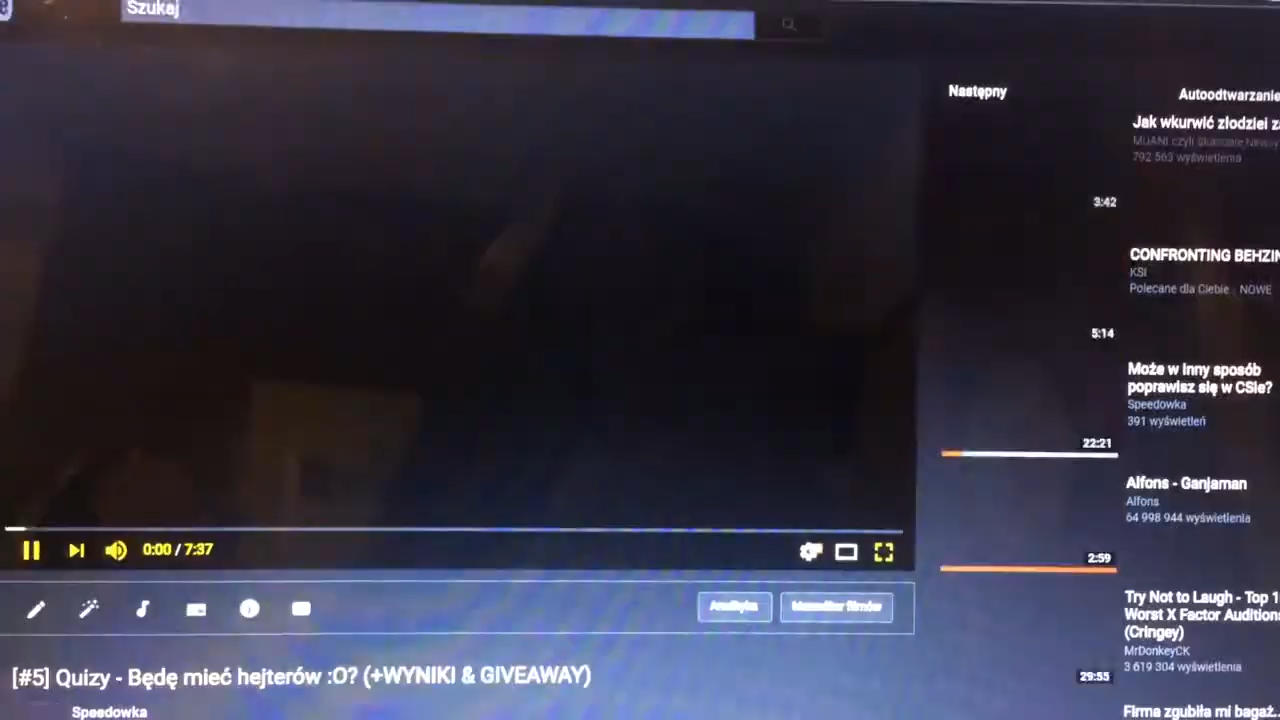 Szukaj
Następny
Autoodtwarzanie
Jak wkurwić złodziei
792 563 wyświetlenia
3:42
CONFRONTING
KSI
Polecane dla Ciebie NOWE
5:14
Może w inny sposób
poprawisz się w CSie?
Speedowka
391 wyświetleń
22:21
Alfons - Ganjaman
Alfons
64 998 944 wyświetlenia
2:59
Try Not to Laugh - Top
Worst X Factor
(Cringey)
MrDonkeyCK
3 619 304 wyświetlenia
29:55
Firma zgubiła mi bagaż...
0:00 / 7:37
Analityka
Menedżer filmów
[#5] Quizy - Będę mieć hejterów :O? (+WYNIKI & GIVEAWAY)
Speedowka